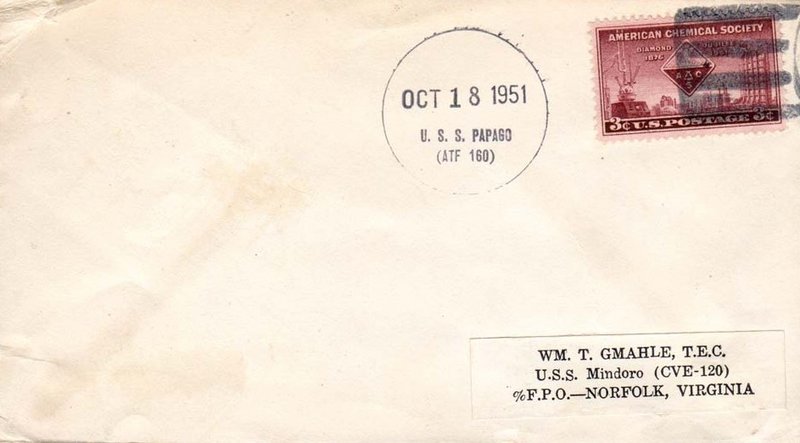 OCT 18 1951
U. S. S. PAPAGO
(ATF 160)
AMERICAN CHEMICAL SOCIETY
DIAMOND
1876
A C S
3¢ U.S. POSTAGE 3¢
WM. T. GMAHLE, T.E.C.
U.S.S. Mindoro (CVE-120)
%F.P.O.—NORFOLK, VIRGINIA